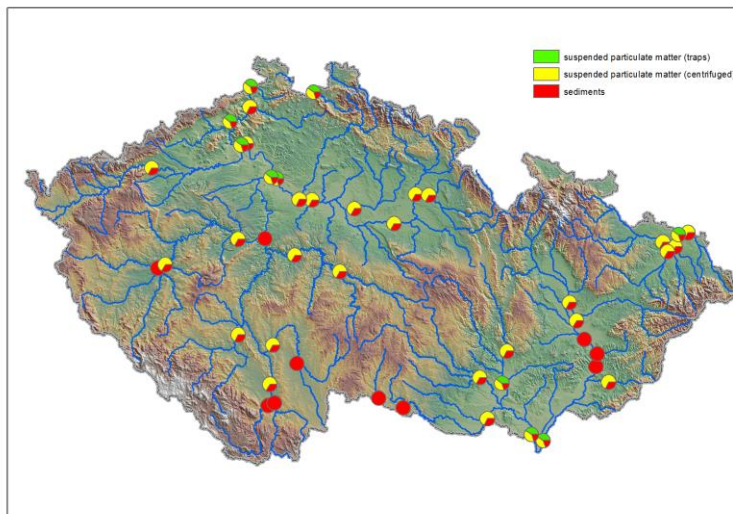 suspended particulate matter (traps)
suspended particulate matter (centrifuged)
sediments